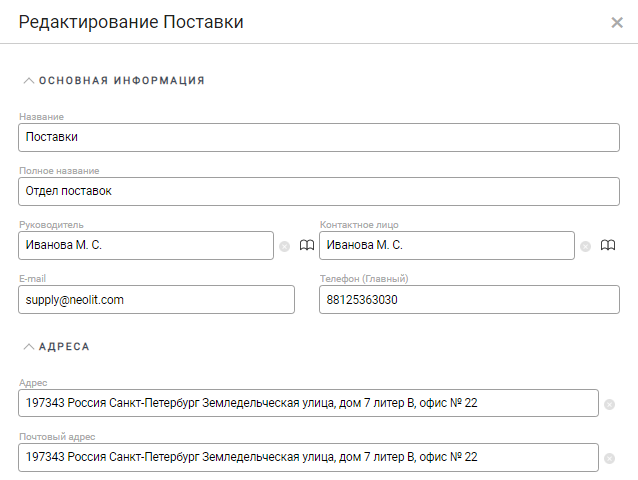 Редактирование Поставки
ОСНОВНАЯ ИНФОРМАЦИЯ
Название
Поставки
Полное название
Отдел поставок
Руководитель Контактное лицо
Иванова М. С. Иванова М. С.
E-mail Телефон (Главный)
supply@neolit.com 88125363030
АДРЕСА
Адрес
197343 Россия Санкт-Петербург Земледельческая улица, дом 7 литер В, офис № 22
Почтовый адрес
197343 Россия Санкт-Петербург Земледельческая улица, дом 7 литер В, офис № 22